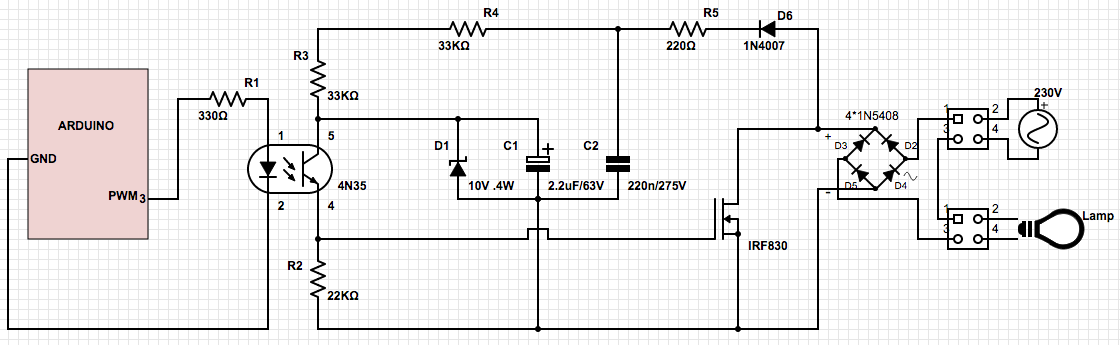 R4
33KΩ
R5
220Ω
D6
1N4007
R3
33KΩ
R1
330Ω
ARDUINO
GND
PWM 3
1
5
4N35
2
4
D1
10V .4W
C1
+
2.2uF/63V
C2
220n/275V
R2
22KΩ
IRF830
4*1N5408
+
D3
D2
D5
D4
-
230V
+
1
2
3
4
1
2
3
4
Lamp